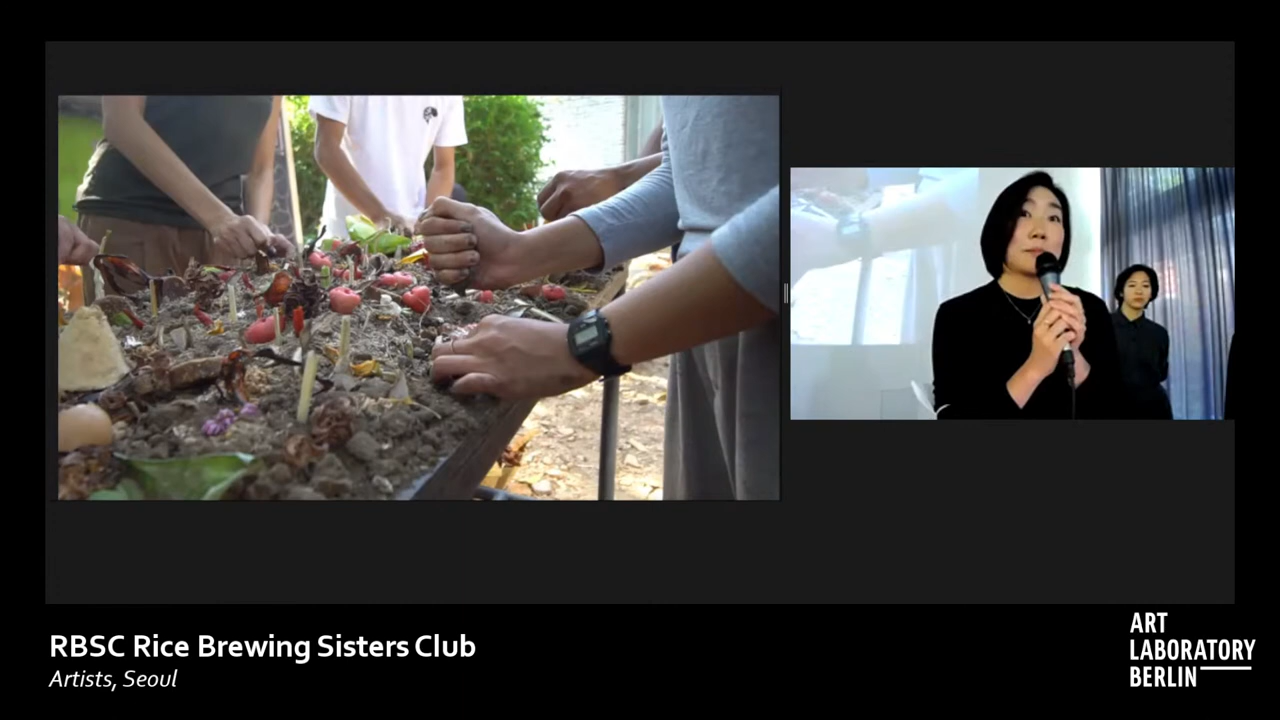 RBSC Rice Brewing Sisters Club
Artists, Seoul
ART
LABORATORY
BERLIN